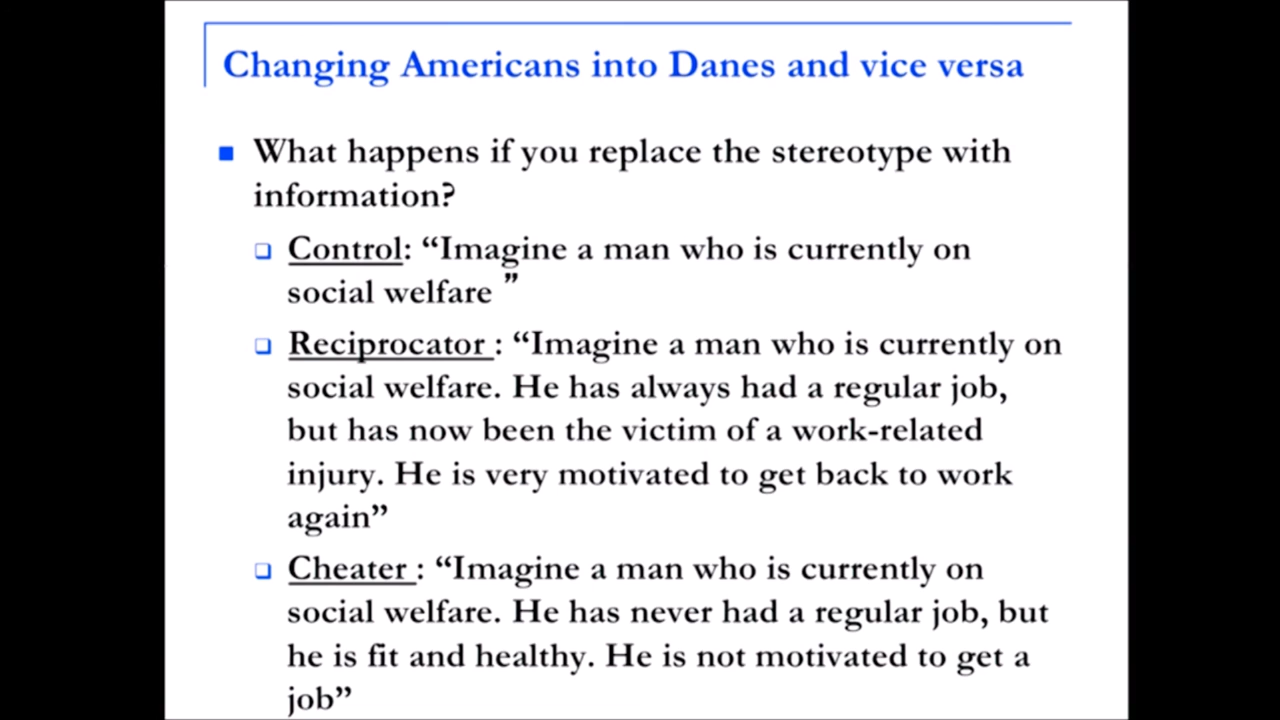 Changing Americans into Danes and vice versa
What happens if you replace the stereotype with
information?
Control: “Imagine a man who is currently on
social welfare ”
Reciprocator : “Imagine a man who is currently on
social welfare. He has always had a regular job,
but has now been the victim of a work-related
injury. He is very motivated to get back to work
again”
Cheater : “Imagine a man who is currently on
social welfare. He has never had a regular job, but
he is fit and healthy. He is not motivated to get a
job”